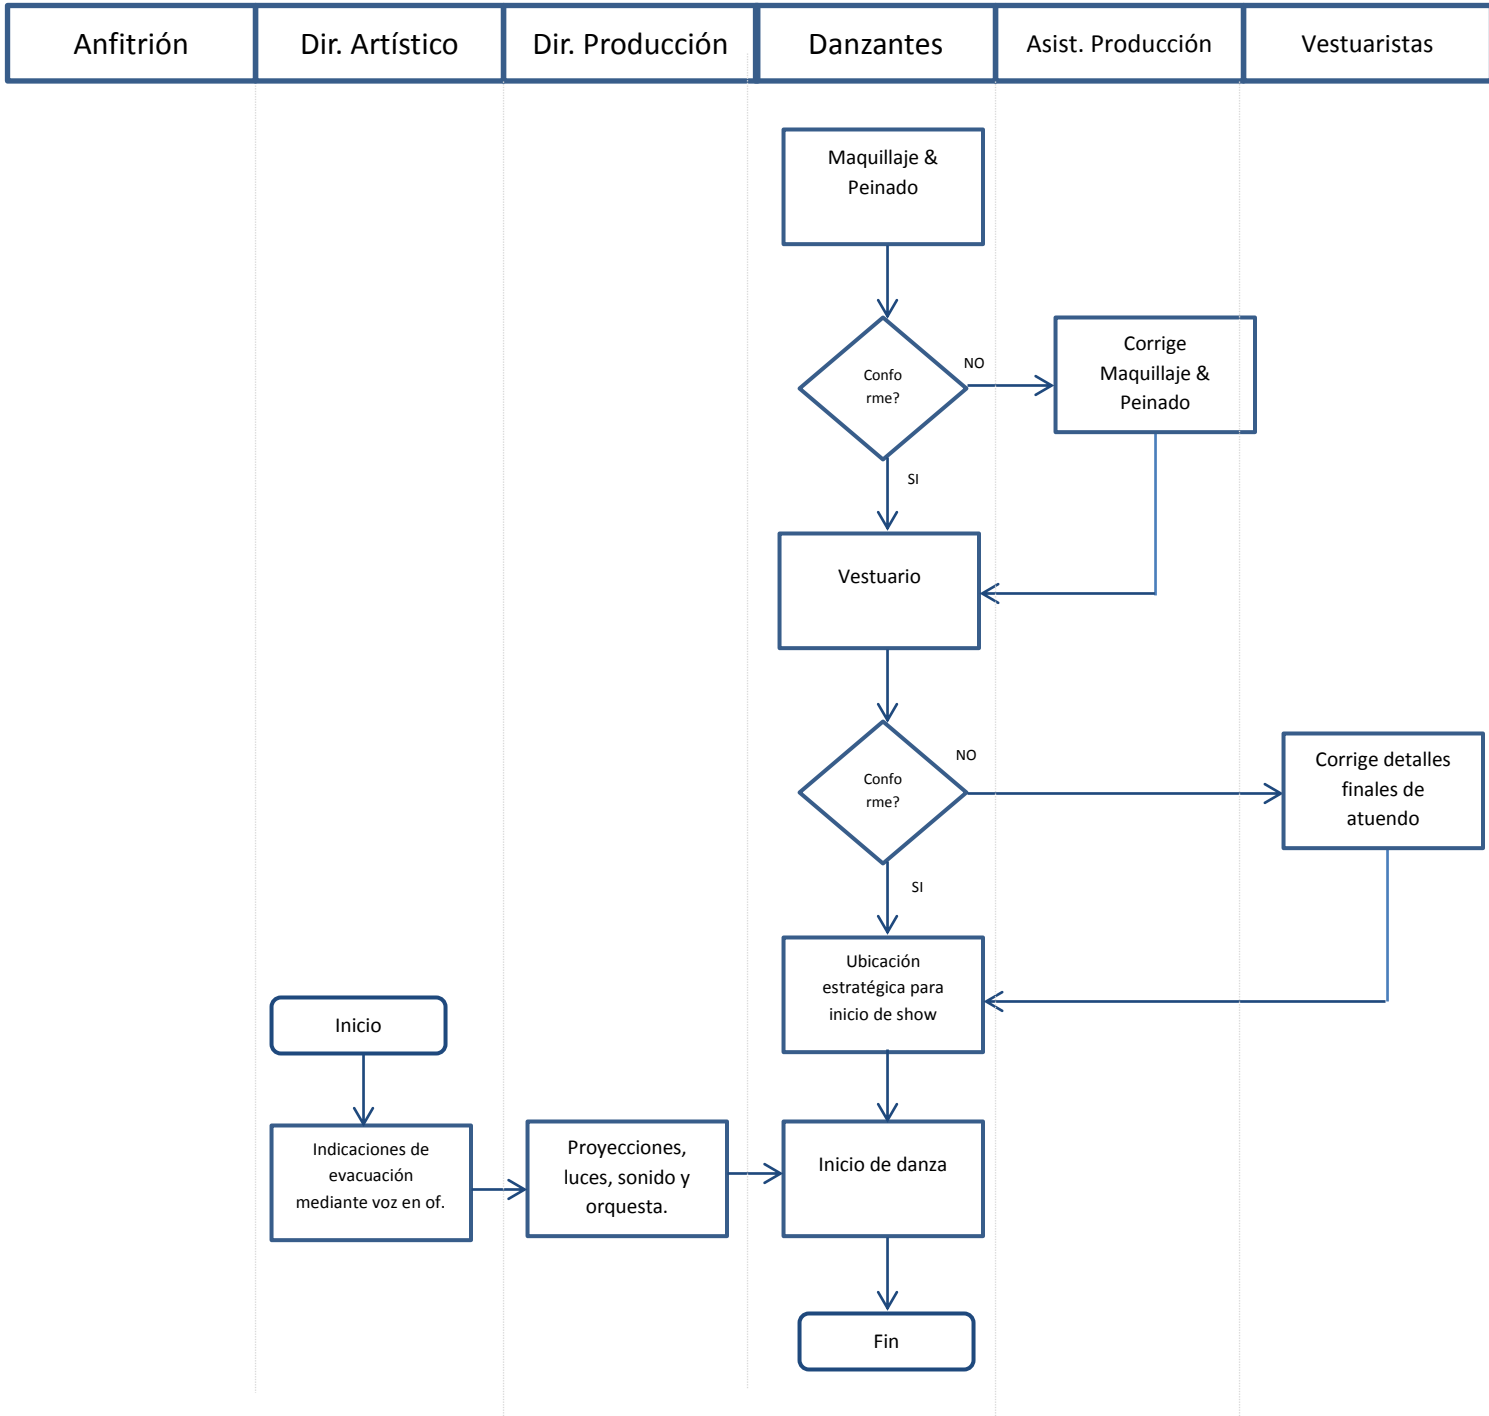 Anfitrión
Dir. Artístico
Dir. Producción
Danzantes
Asist. Producción
Vestuaristas
Maquillaje &
Peinado
Confo
rme?
NO
Corrige
Maquillaje &
Peinado
SI
Vestuario
Confo
rme?
NO
Corrige detalles
finales de
atuendo
SI
Ubicación
estratégica para
inicio de show
Inicio
Indicaciones de
evacuación
mediante voz en of.
Proyecciones,
luces, sonido y
orquesta.
Inicio de danza
Fin